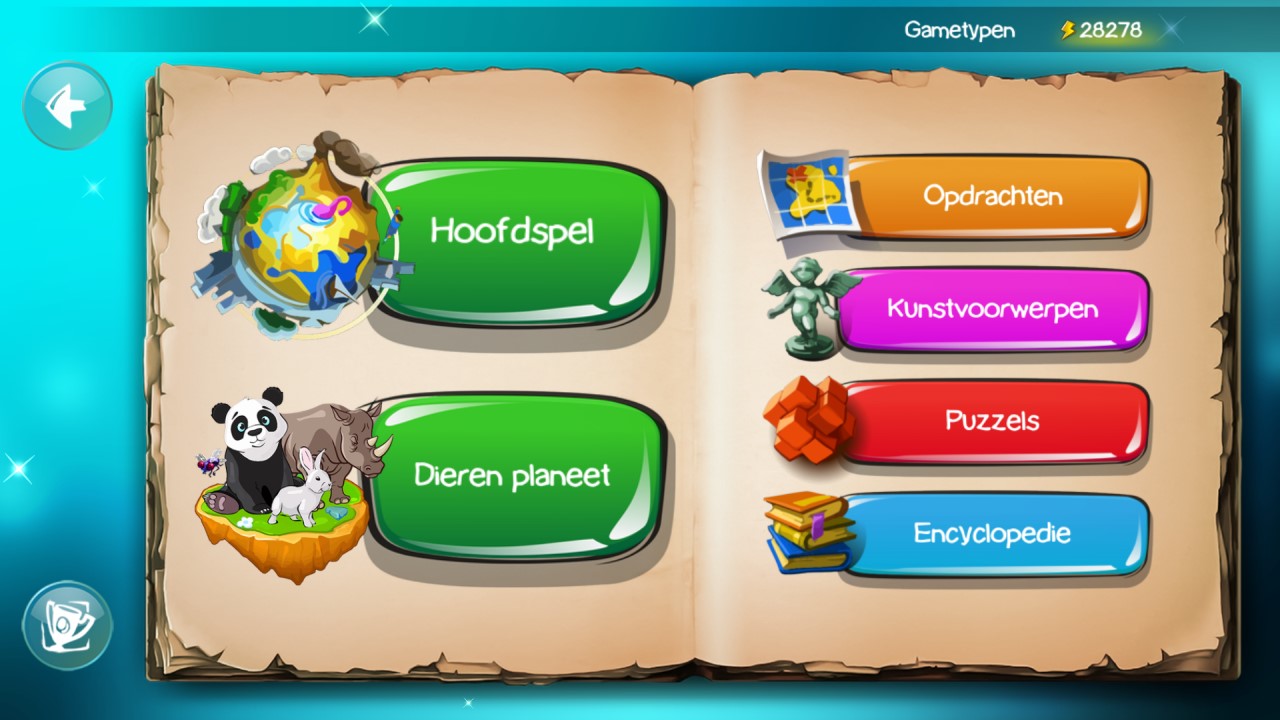 Gametypen
28278
Hoofdspel
Dieren planeet
Opdrachten
Kunstvoorwerpen
Puzzels
Encyclopedie